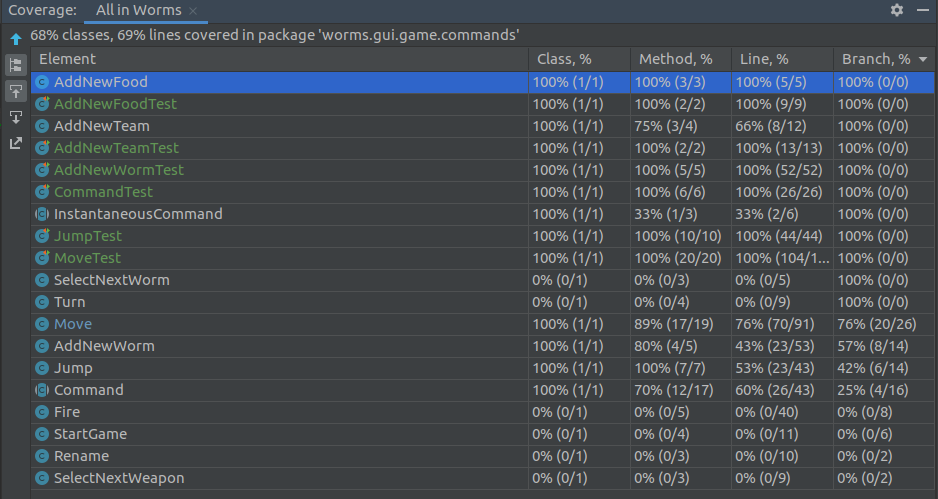 Coverage: All in Worms ×
68% classes, 69% lines covered in package 'worms.gui.game.commands'
Element Class, % Method, % Line, % Branch, %
AddNewFood 100% (1/1) 100% (3/3) 100% (5/5) 100% (0/0)
AddNewFoodTest 100% (1/1) 100% (2/2) 100% (9/9) 100% (0/0)
AddNewTeam 100% (1/1) 75% (3/4) 66% (8/12) 100% (0/0)
AddNewTeamTest 100% (1/1) 100% (2/2) 100% (13/13) 100% (0/0)
AddNewWormTest 100% (1/1) 100% (5/5) 100% (52/52) 100% (0/0)
CommandTest 100% (1/1) 100% (6/6) 100% (26/26) 100% (0/0)
InstantaneousCommand 100% (1/1) 33% (1/3) 33% (2/6) 100% (0/0)
JumpTest 100% (1/1) 100% (10/10) 100% (44/44) 100% (0/0)
MoveTest 100% (1/1) 100% (20/20) 100% (104/1... 100% (0/0)
SelectNextWorm 0% (0/1) 0% (0/3) 0% (0/5) 100% (0/0)
Turn 0% (0/1) 0% (0/4) 0% (0/9) 100% (0/0)
Move 100% (1/1) 89% (17/19) 76% (70/91) 76% (20/26)
AddNewWorm 100% (1/1) 80% (4/5) 43% (23/53) 57% (8/14)
Jump 100% (1/1) 100% (7/7) 53% (23/43) 42% (6/14)
Command 100% (1/1) 70% (12/17) 60% (26/43) 25% (4/16)
Fire 0% (0/1) 0% (0/5) 0% (0/40) 0% (0/8)
StartGame 0% (0/1) 0% (0/4) 0% (0/11) 0% (0/6)
Rename 0% (0/1) 0% (0/3) 0% (0/10) 0% (0/2)
SelectNextWeapon 0% (0/1) 0% (0/3) 0% (0/9) 0% (0/2)